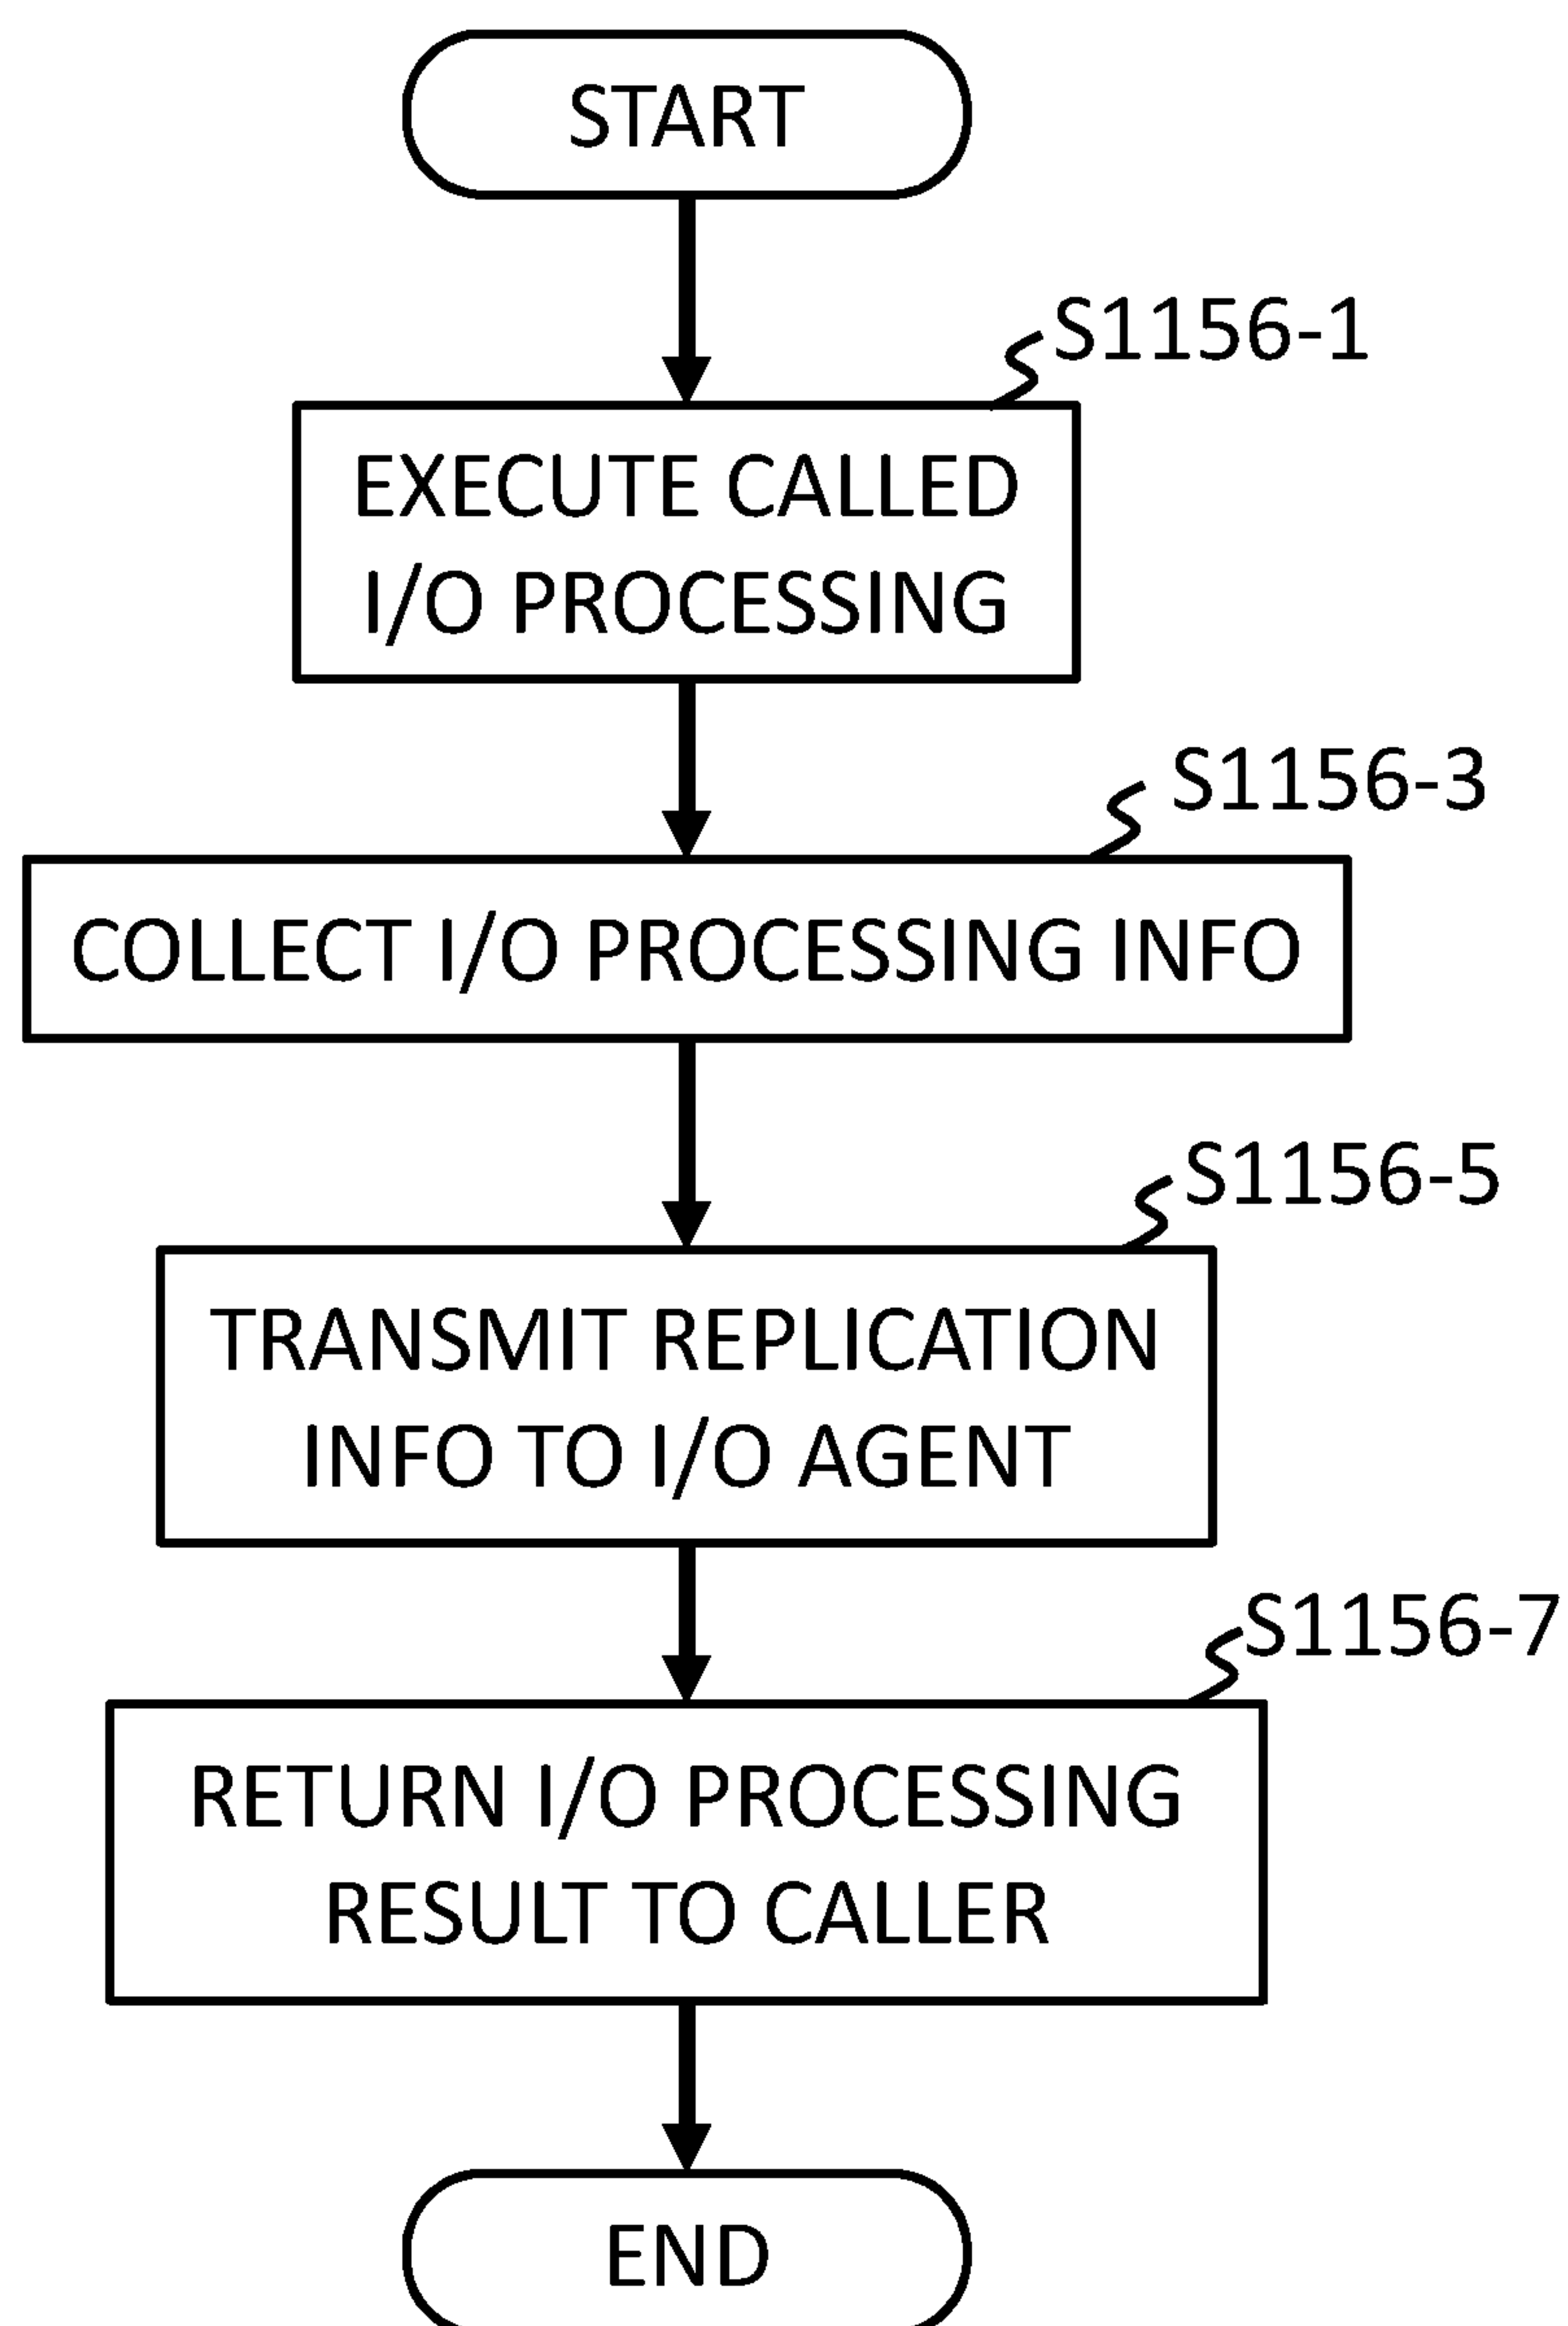 START
S1156-1
EXECUTE CALLED
I/O PROCESSING
S1156-3
COLLECT I/O PROCESSING INFO
S1156-5
TRANSMIT REPLICATION
INFO TO I/O AGENT
S1156-7
RETURN I/O PROCESSING
RESULT TO CALLER
END